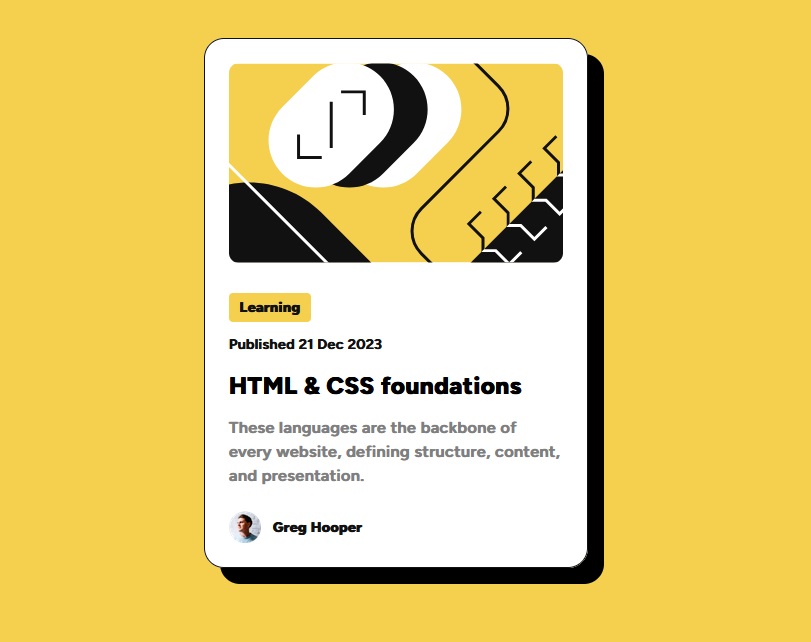 Learning
Published 21 Dec 2023
HTML & CSS foundations
These languages are the backbone of
every website, defining structure, content,
and presentation.
Greg Hooper